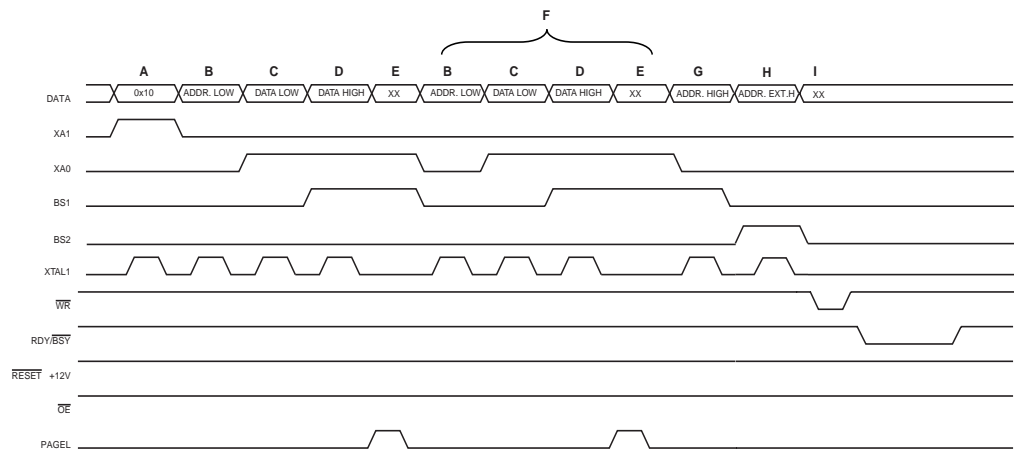 F
A B C D E B C D E G H I
DATA 0x10 ADDR. LOW DATA LOW DATA HIGH XX ADDR. LOW DATA LOW DATA HIGH XX ADDR. HIGH ADDR. EXT.H XX
XA1
XA0
BS1
BS2
XTAL1
WR
RDY/BSY
RESET +12V
OE
PAGEL